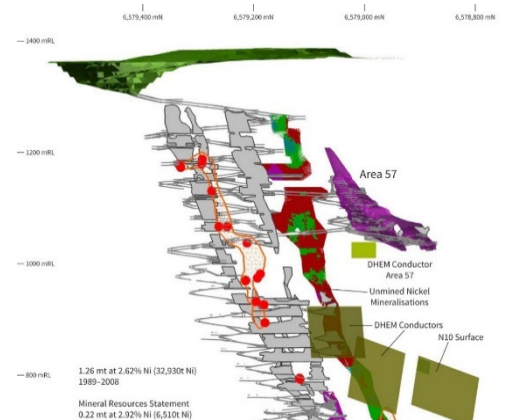 6,579,400 mN
6,579,200 mN
6,579,000 mN
6,578,800 mN
1400 mRL
1200 mRL
Area 57
DHEM Conductor
Area 57
1000 mRL
Unmined Nickel
Mineralisations
DHEM Conductors
N10 Surface
800 mRL
1.26 mt at 2.62% Ni (32,930t Ni)
1989–2008
Mineral Resources Statement
0.22 mt at 2.92% Ni (6,510t Ni)